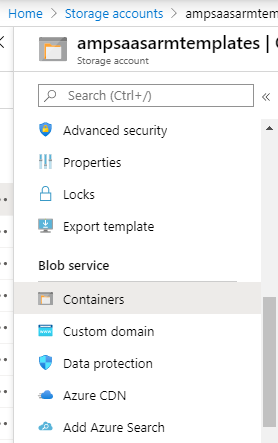 Home > Storage accounts > ampsaasarmtem
ampsaasarmtemplates |
Storage account
Search (Ctrl+/)
Advanced security
Properties
Locks
Export template
Blob service
Containers
Custom domain
Data protection
Azure CDN
Add Azure Search